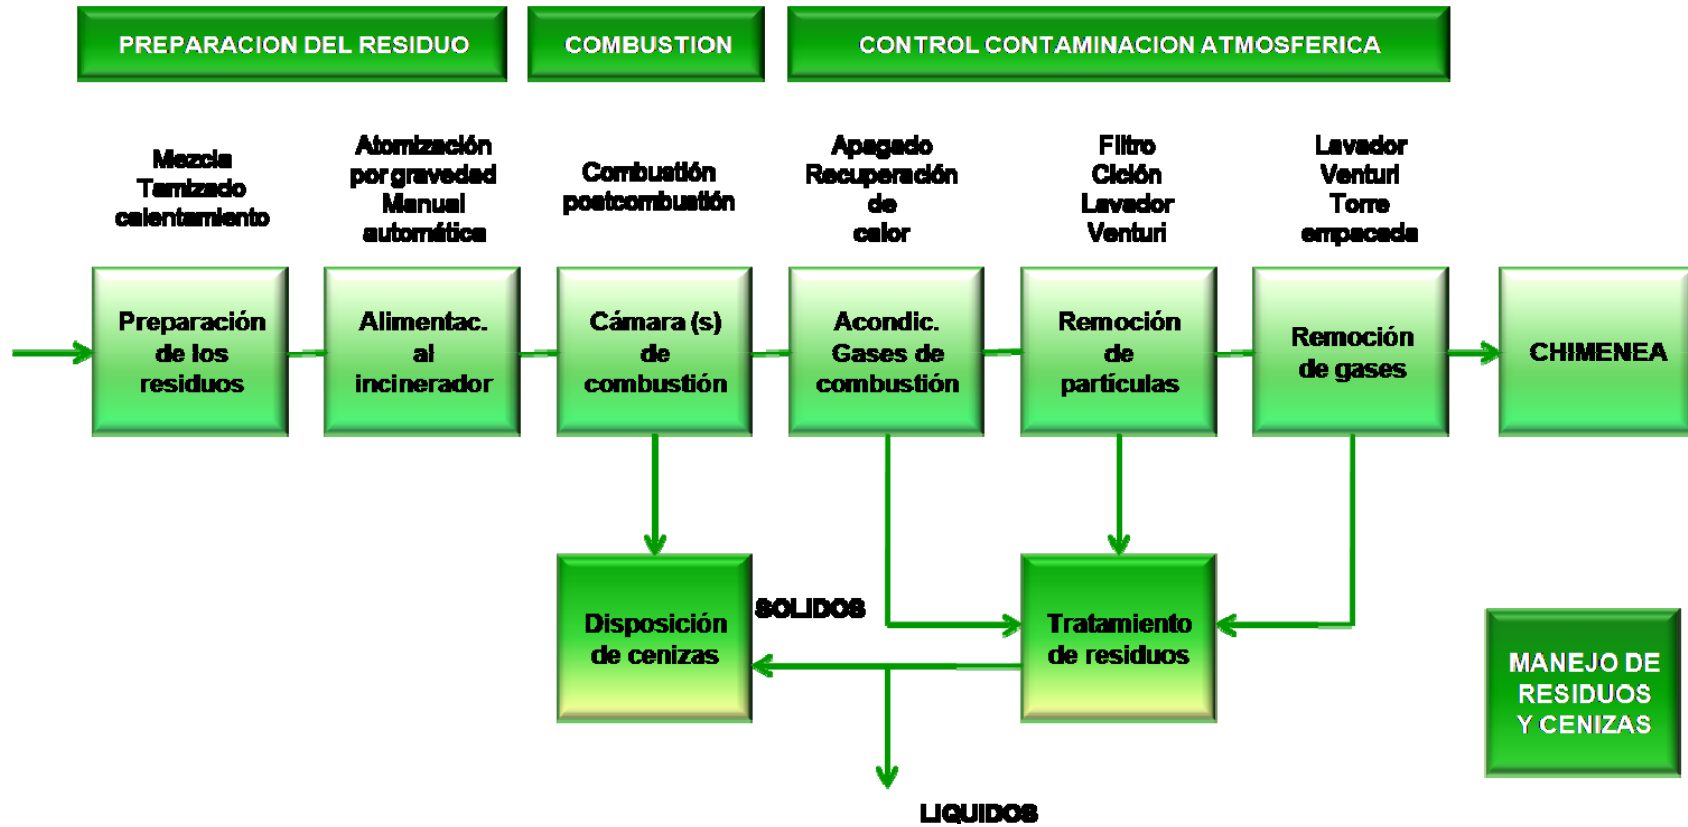 PREPARACION DEL RESIDUO
COMBUSTION
CONTROL CONTAMINACION ATMOSFERICA
Mezcla
Tamizado
calentamiento
Atomización
por gravedad
Manual
automática
Combustión
postcombustión
Apagado
Recuperación
de
calor
Filtro
Ciclón
Lavador
Venturi
Lavador
Venturi
Torre
empacada
Preparación
de los
residuos
Alimentac.
al
incinerador
Cámara (s)
de
combustión
Acondic.
Gases de
combustión
Remoción
de
partículas
Remoción
de gases
CHIMENEA
Disposición
de cenizas
SOLIDOS
Tratamiento
de residuos
MANEJO DE
RESIDUOS
Y CENIZAS
LIQUIDOS